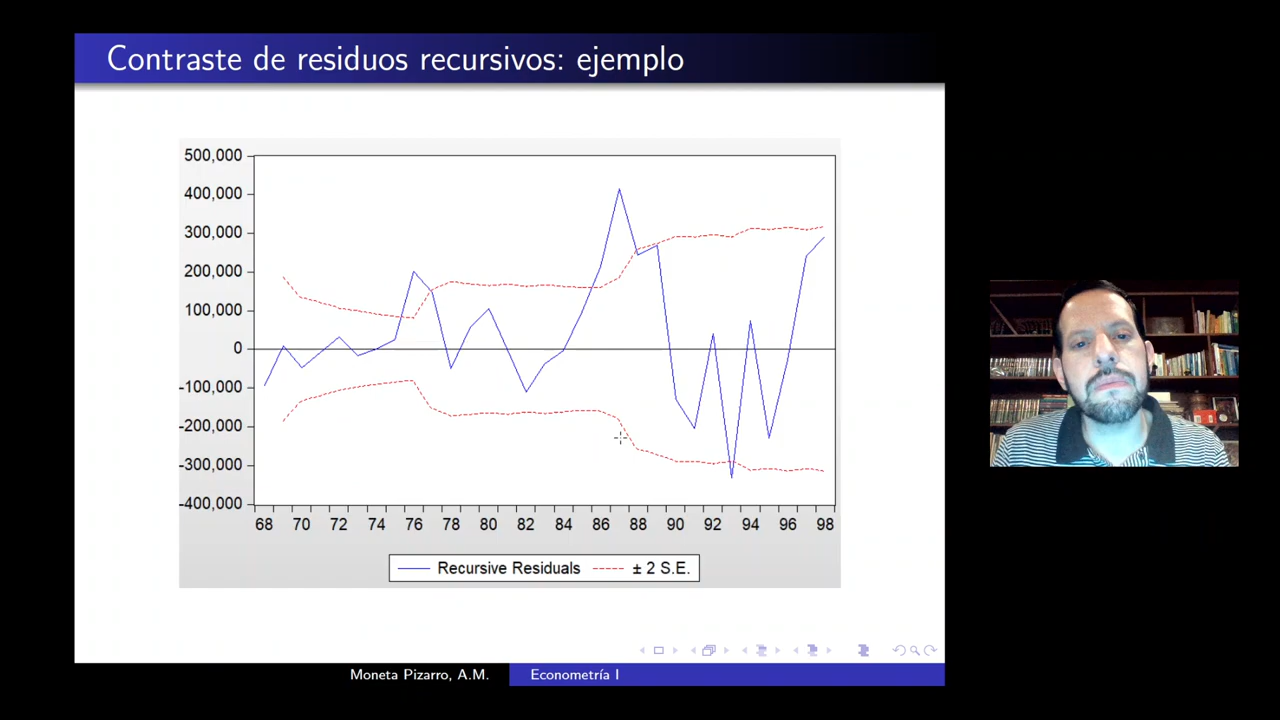 Contraste de residuos recursivos: ejemplo
500,000
400,000
300,000
200,000
100,000
0
-100,000
-200,000
-300,000
-400,000
68 70 72 74 76 78 80 82 84 86 88 90 92 94 96 98
Recursive Residuals ± 2 S.E.
Moneta Pizarro, A.M. Econometría I